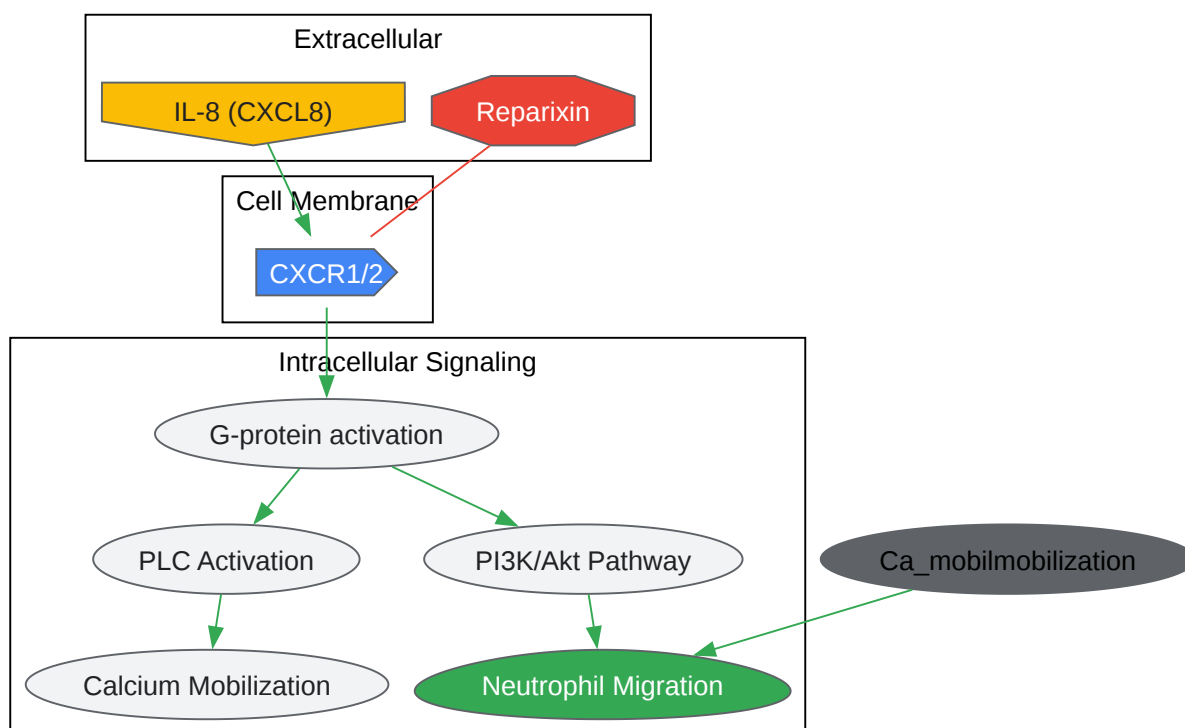 Extracellular
IL-8 (CXCL8)
Reparixin
Cell Membrane
CXCR1/2
Intracellular Signaling
G-protein activation
PLC Activation
PI3K/Akt Pathway
Ca_mobilmobilization
Calcium Mobilization
Neutrophil Migration